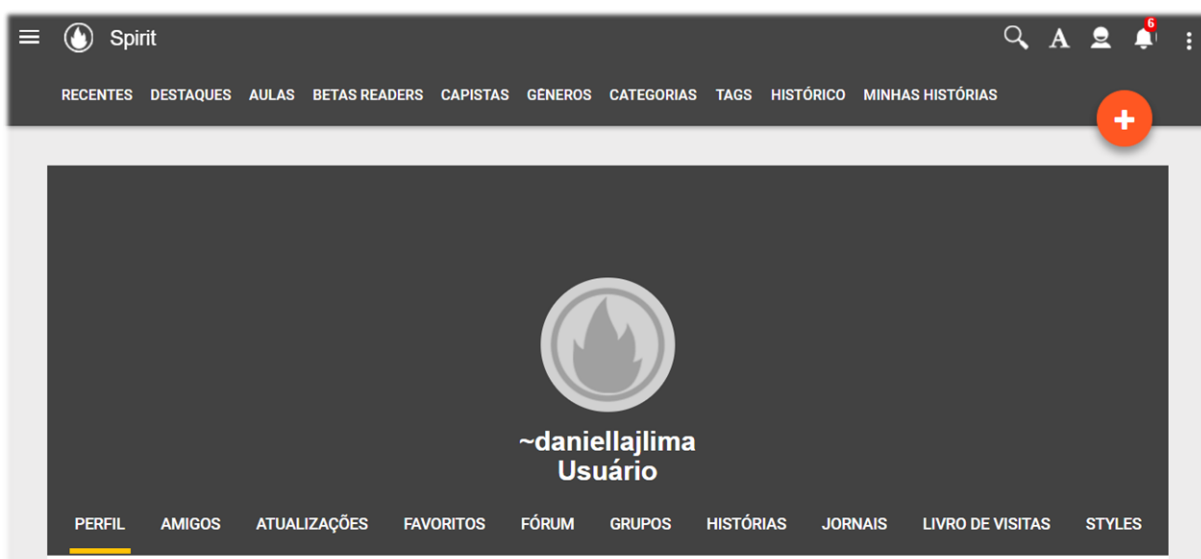 Spirit
A
6
RECENTES DESTAQUES AULAS BETAS READERS CAPISTAS GÊNEROS CATEGORIAS TAGS HISTÓRICO MINHAS HISTÓRIAS
~daniellajlima
Usuário
PERFIL AMIGOS ATUALIZAÇÕES FAVORITOS FÓRUM GRUPOS HISTÓRIAS JORNAIS LIVRO DE VISITAS STYLES